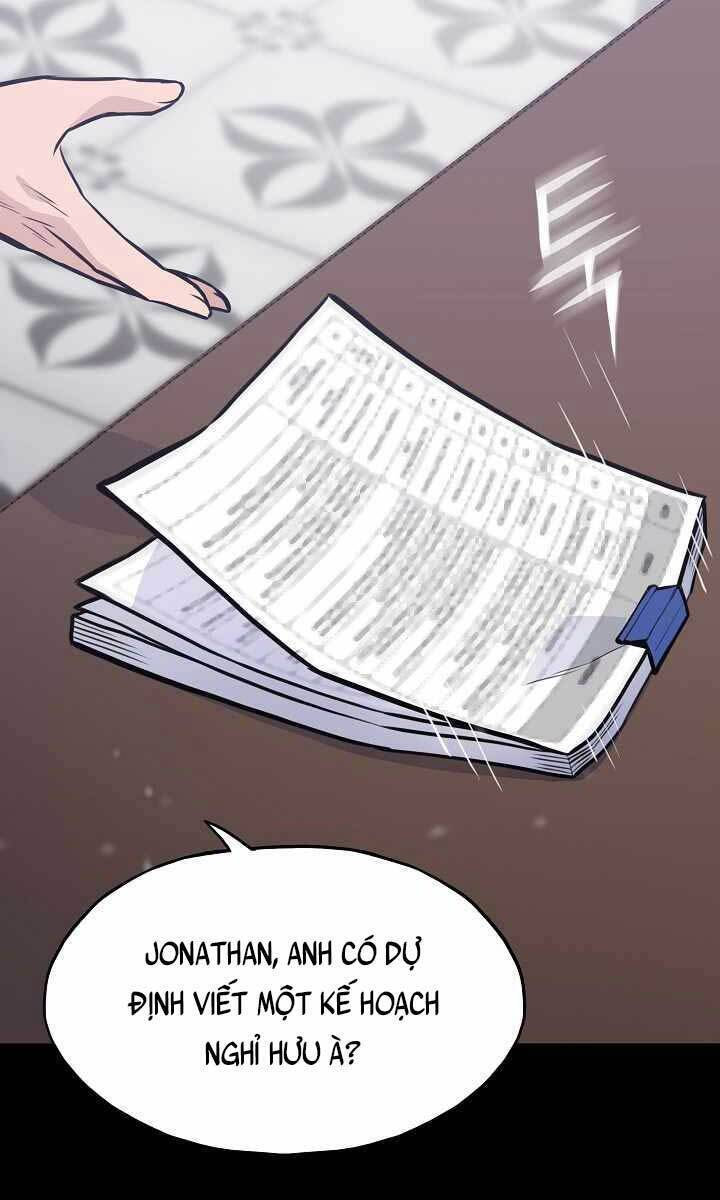 JONATHAN, ANH CÓ DỰ
ĐỊNH VIẾT MỘT KẾ HOẠCH
NGHỈ HƯU À?